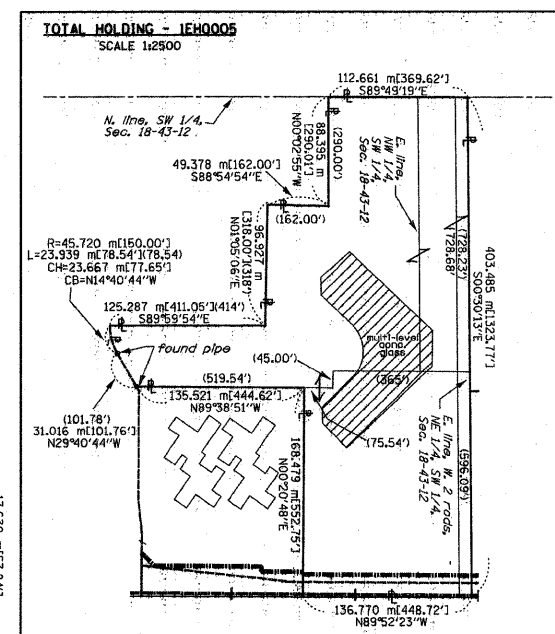 TOTAL HOLDING - 1EH0005
SCALE 1:2500
112.661 m[369.62']
S89°49'19"E
N. line, SW 1/4,
Sec. 18-43-12
88.395 m
[290.01']
N00°02'55"W
(290.00')
E. line,
NW 1/4,
SW 1/4,
Sec. 18-43-12
49.378 m[162.00']
S88°54'54"E
(162.00')
(728.23')
(728.68')
403.485 m[1323.77']
S00°30'13"E
R=45.720 m[150.00']
L=23.939 m[78.54'](78.54)
CH=23.667 m[77.65']
CB=N14°40'44"W
96.927 m
[318.00'](318')
N01°05'06"E
125.287 m[411.05'](414')
S89°59'54"E
found pipe
multi-level
conc.
glass
(45.00')
(365')
(519.54')
135.521 m[444.62']
N89°38'51"W
(101.78')
31.016 m[101.76']
N29°40'44"W
(75.54')
168.479 m[552.75']
N00°20'48"E
E. line, W. 2 rods,
NE 1/4, SW 1/4,
Sec. 18-43-12
(596.09')
136.770 m[448.72']
N89°52'23"W